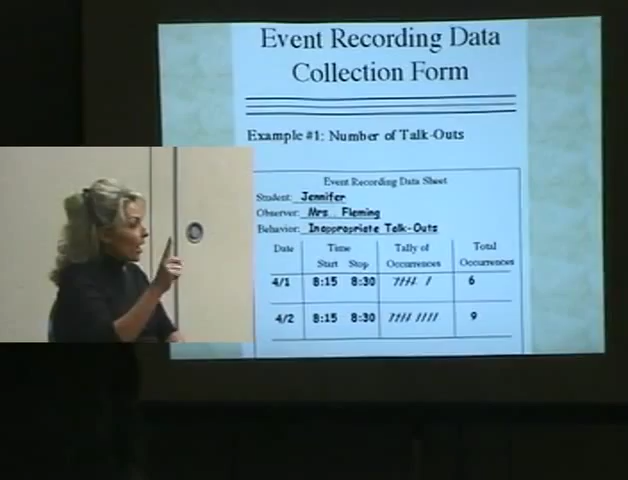 Event Recording Data
Collection Form
Example #1: Number of Talk-Outs
Event Recording Data Sheet
Student: Jennifer
Observer: Mrs. Fleming
Behavior: Inappropriate Talk-Outs
Date Time Tally of Total
Start Stop Occurrences Occurrences
4/1 8:15 8:30 6
4/2 8:15 8:30 9